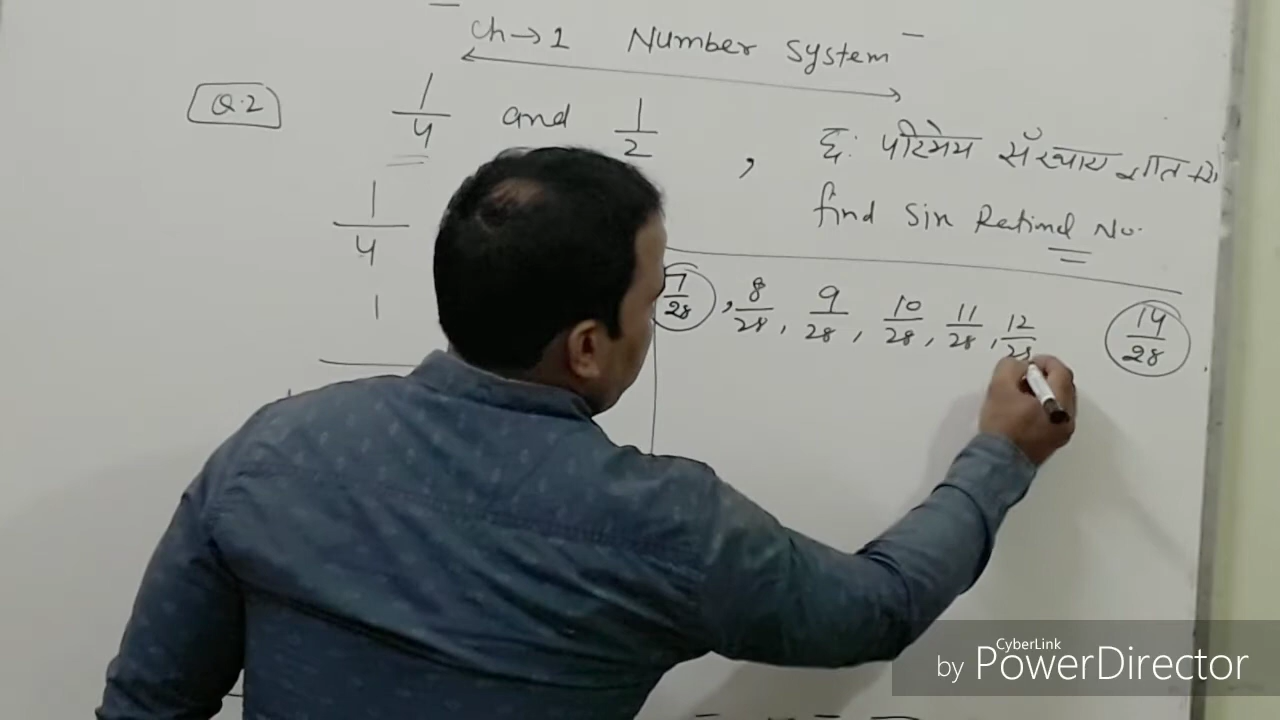 Ch → 1 Number System
Q.2
1/4 and 1/2 , छः परिमेय सँख्याए
find Six Rational No.
1/4
1
7/28 , 8/28 , 9/28 , 10/28 , 11/28 , 12/28 14/28 .
CyberLink
by PowerDirector